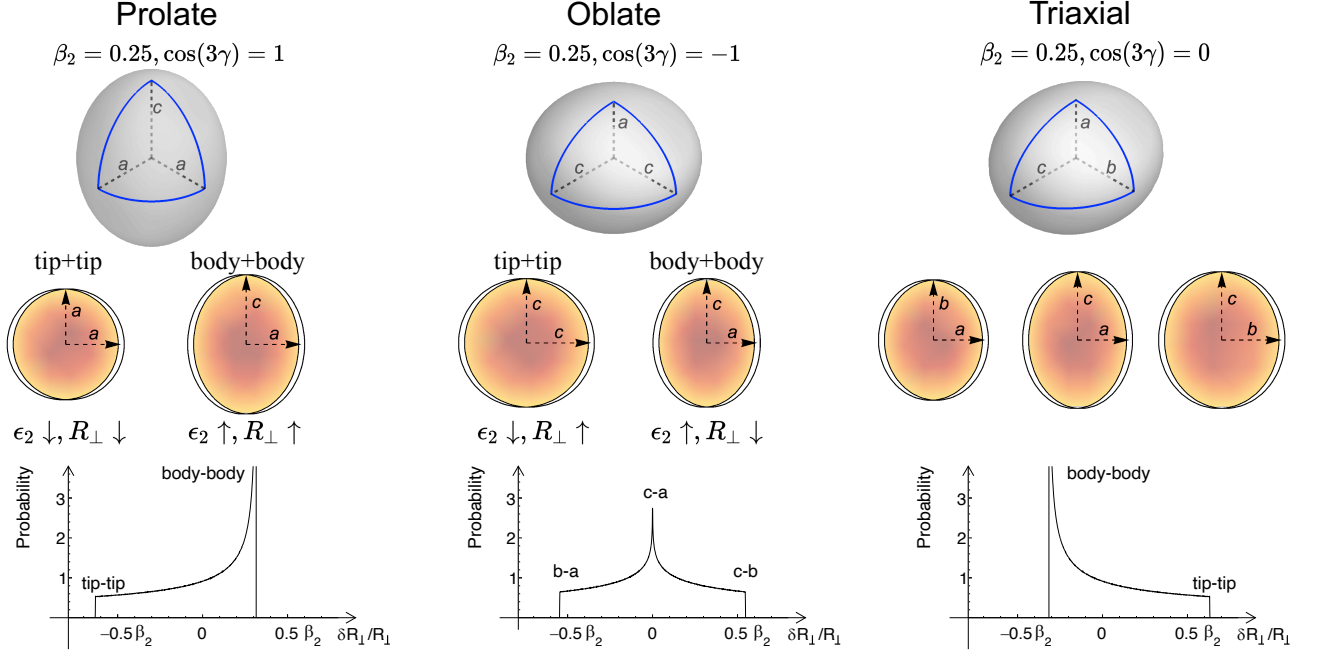 Prolate
Oblate
Triaxial
β₂ = 0.25, cos(3γ) = 1
β₂ = 0.25, cos(3γ) = −1
β₂ = 0.25, cos(3γ) = 0
c
a a
a
c c
a
c b
tip+tip
body+body
a
a
c
a
ϵ₂ ↓, R⊥ ↓
ϵ₂ ↑, R⊥ ↑
tip+tip
body+body
c
c
c
a
ϵ₂ ↓, R⊥ ↑
ϵ₂ ↑, R⊥ ↓
b
a
c
a
c
b
Probability
3
2
1
body-body
tip-tip
−0.5 β₂ 0 0.5 β₂ δR⊥/R⊥
Probability
3
2
1
c-a
b-a
c-b
−0.5 β₂ 0 0.5 β₂ δR⊥/R⊥
Probability
3
2
1
body-body
tip-tip
−0.5 β₂ 0 0.5 β₂ δR⊥/R⊥